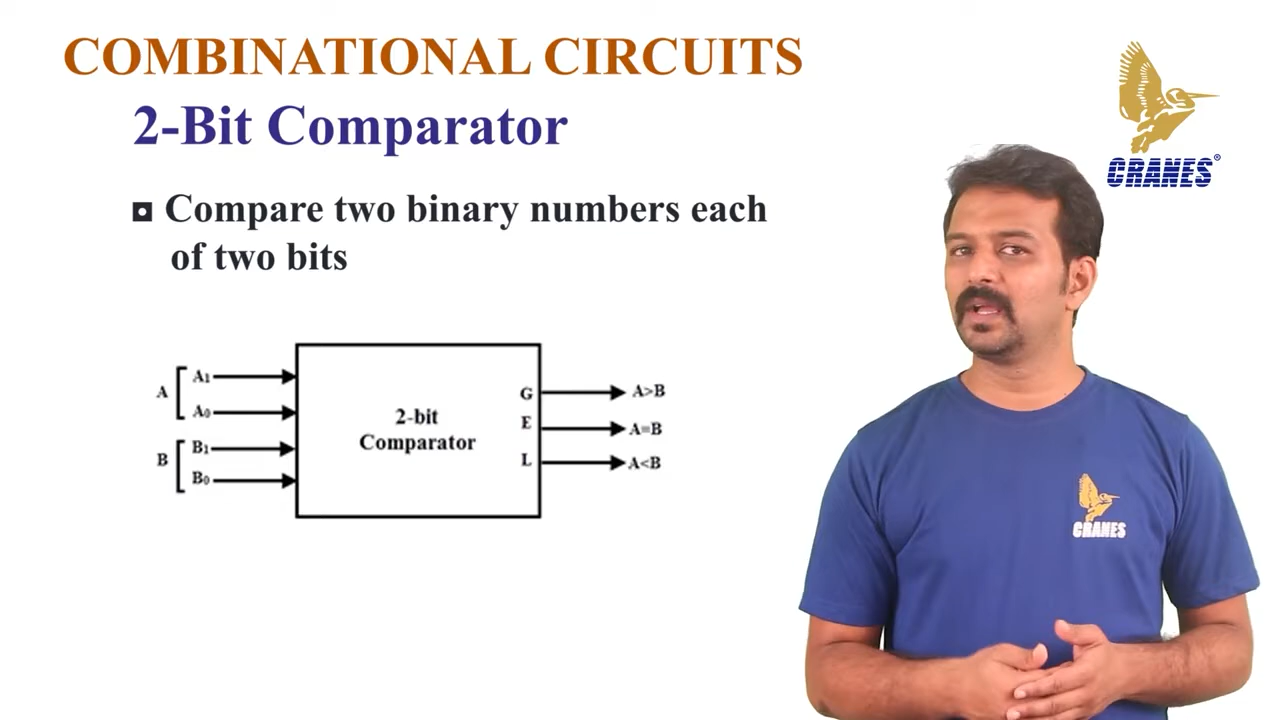 COMBINATIONAL CIRCUITS
2-Bit Comparator
CRANES®
Compare two binary numbers each
of two bits
A
A1
A0
B
B1
B0
2-bit
Comparator
G
E
L
A>B
A=B
A<B
CRANES